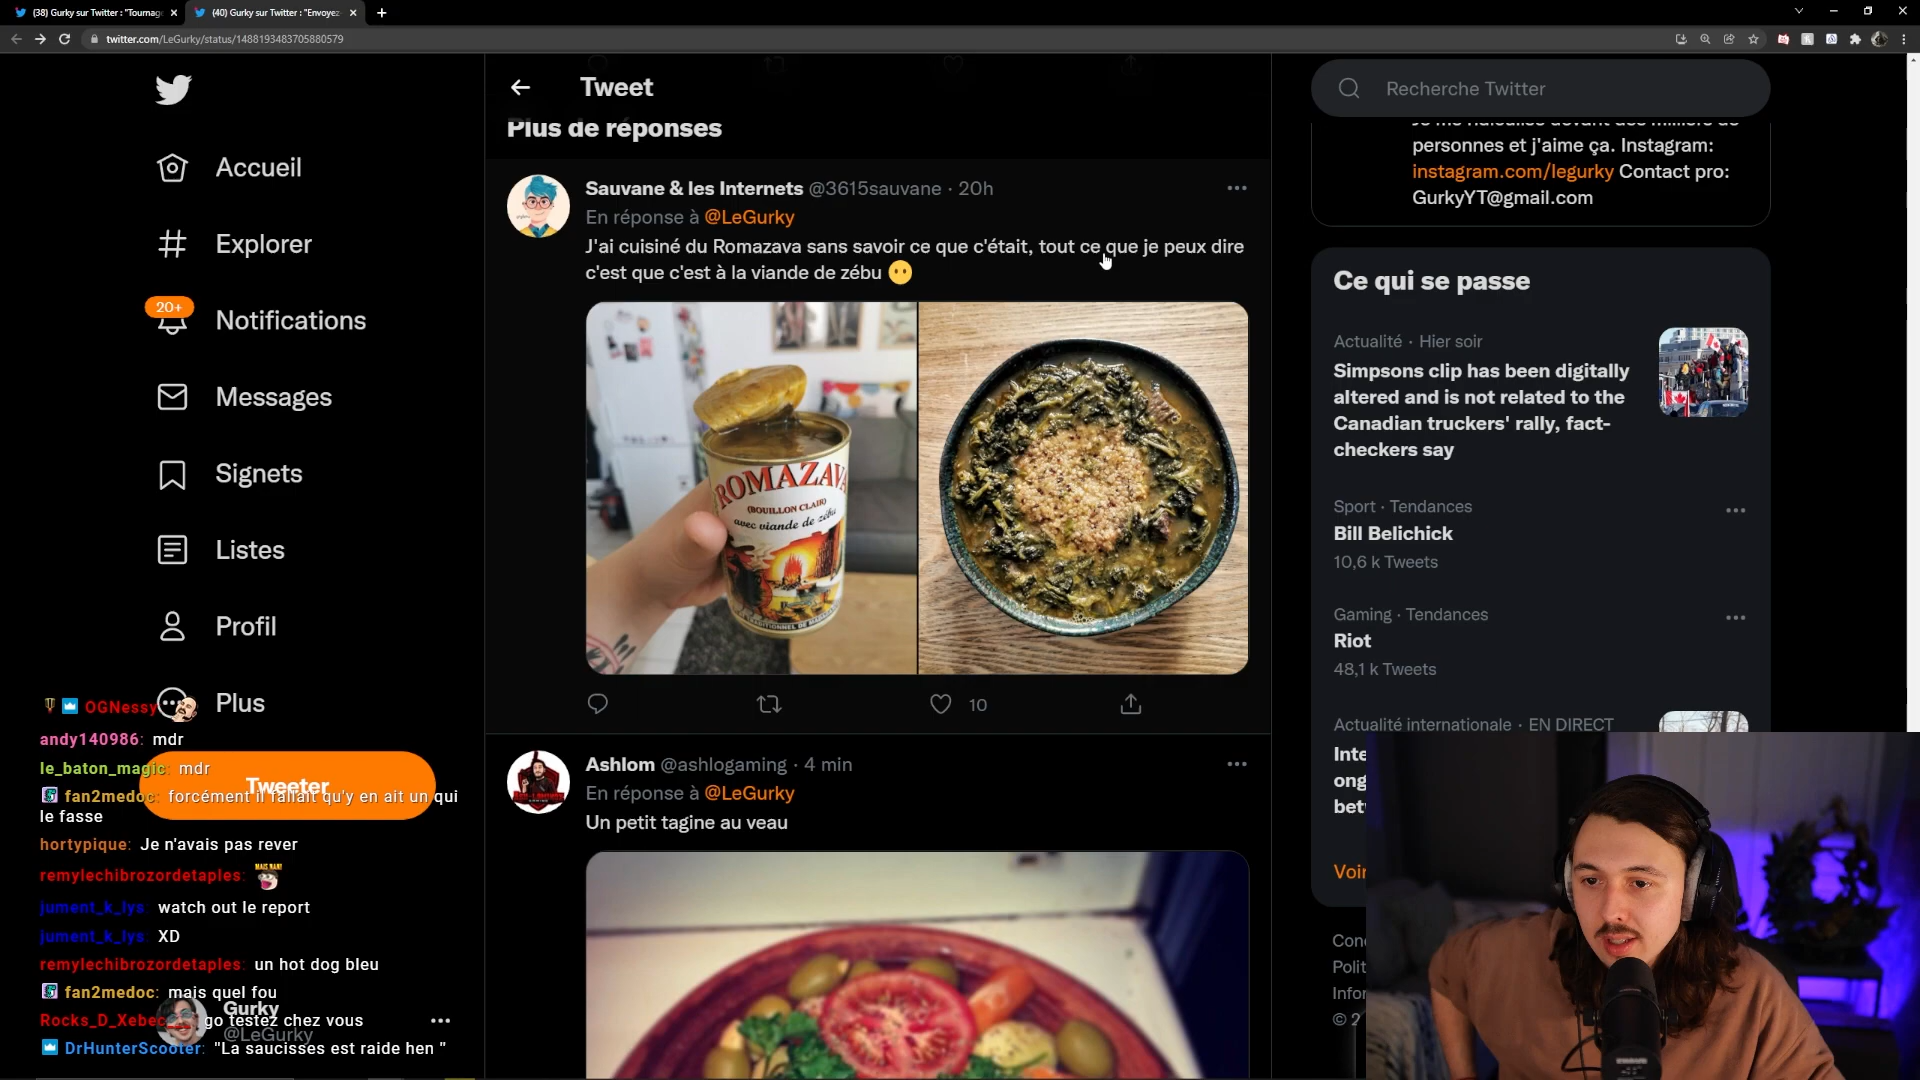 (38) Gurky sur Twitter : "Tournag
(40) Gurky sur Twitter : "Envoyez
twitter.com/LeGurky/status/1488193483705880579
Accueil
Explorer
20+
Notifications
Messages
Signets
Listes
Profil
Plus
Tweeter
Gurky
@LeGurky
OGNessy
andy140986: mdr
le_baton_magic: mdr
fan2medoc: forcément il fallait qu'y en ait un qui
le fasse
hortypique: Je n'avais pas rever
remylechibrozordetaples:
jument_k_lys: watch out le report
jument_k_lys: XD
remylechibrozordetaples: un hot dog bleu
fan2medoc: mais quel fou
Rocks_D_Xebec go testez chez vous
DrHunterScooter: "La saucisses est raide hen "
Tweet
Plus de réponses
Sauvane & les Internets @3615sauvane · 20h
En réponse à @LeGurky
J'ai cuisiné du Romazava sans savoir ce que c'était, tout ce que je peux dire
c'est que c'est à la viande de zébu 😶
ROMAZAVA
(BOUILLON CLAIR)
avec viande de zébu
10
Ashlom @ashlogaming · 4 min
En réponse à @LeGurky
Un petit tagine au veau
Recherche Twitter
personnes et j'aime ça. Instagram:
instagram.com/legurky Contact pro:
GurkyYT@gmail.com
Ce qui se passe
Actualité · Hier soir
Simpsons clip has been digitally
altered and is not related to the
Canadian truckers' rally, fact-
checkers say
Sport · Tendances
Bill Belichick
10,6 k Tweets
Gaming · Tendances
Riot
48,1 k Tweets
Actualité internationale · EN DIRECT
Inte
ong
bet
Voir
Con
Polit
Infor
© 2